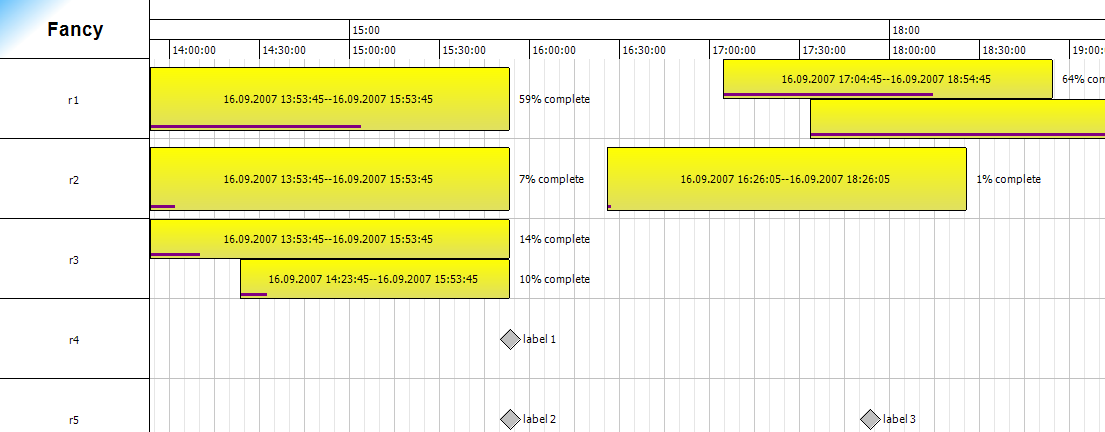 Fancy
15:00 18:00
14:00:00 14:30:00 15:00:00 15:30:00 16:00:00 16:30:00 17:00:00 17:30:00 18:00:00 18:30:00 19:00
16.09.2007 17:04:45--16.09.2007 18:54:45 64% com
r1 16.09.2007 13:53:45--16.09.2007 15:53:45 59% complete
r2 16.09.2007 13:53:45--16.09.2007 15:53:45 7% complete 16.09.2007 16:26:05--16.09.2007 18:26:05 1% complete
16.09.2007 13:53:45--16.09.2007 15:53:45 14% complete
r3
16.09.2007 14:23:45--16.09.2007 15:53:45 10% complete
r4 label 1
r5 label 2 label 3